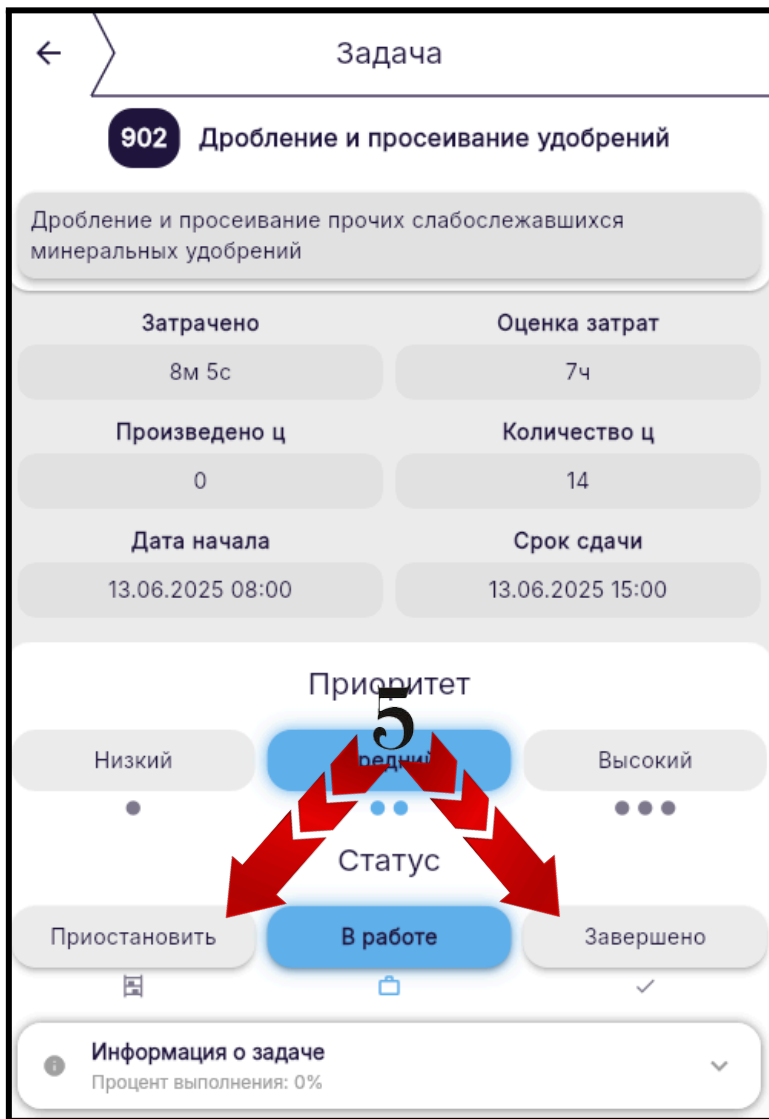 Задача
902 Дробление и просеивание удобрений
Дробление и просеивание прочих слабослежавшихся
минеральных удобрений
Затрачено Оценка затрат
8м 5с 7ч
Произведено ц Количество ц
0 14
Дата начала Срок сдачи
13.06.2025 08:00 13.06.2025 15:00
Приоритет
5
Низкий Средний Высокий
Статус
Приостановить В работе Завершено
Информация о задаче
Процент выполнения: 0%